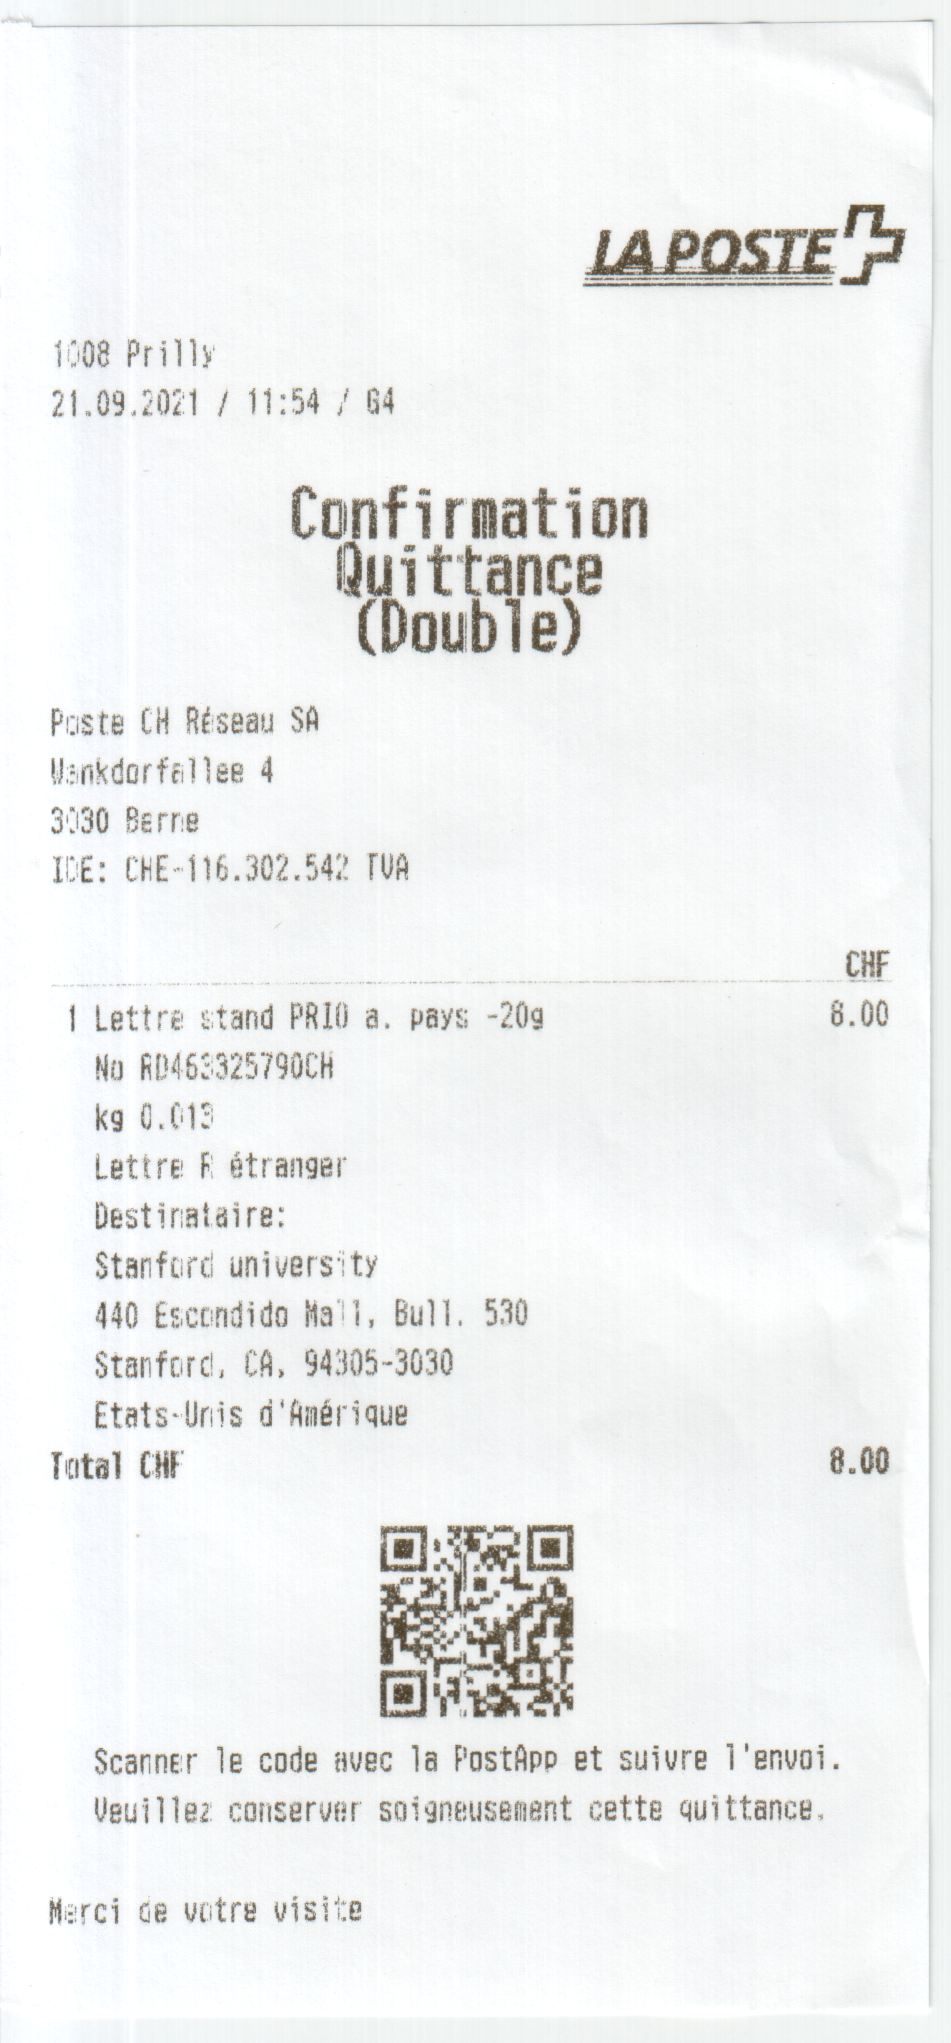 LA POSTE
1008 Prilly
21.09.2021 / 11:54 / G4
Confirmation
Quittance
(Double)
Poste CH Réseau SA
Wankdorfallee 4
3030 Berne
IDE: CHE-116.302.542 TVA
CHF
1 Lettre stand PRIO a. pays -20g 8.00
No RD463325790CH
kg 0.013
Lettre R étranger
Destinataire:
Stanford university
440 Escondido Mall, Bull. 530
Stanford, CA, 94305-3030
Etats-Unis d'Amérique
Total CHF 8.00
Scanner le code avec la PostApp et suivre l'envoi.
Veuillez conserver soigneusement cette quittance.
Merci de votre visite